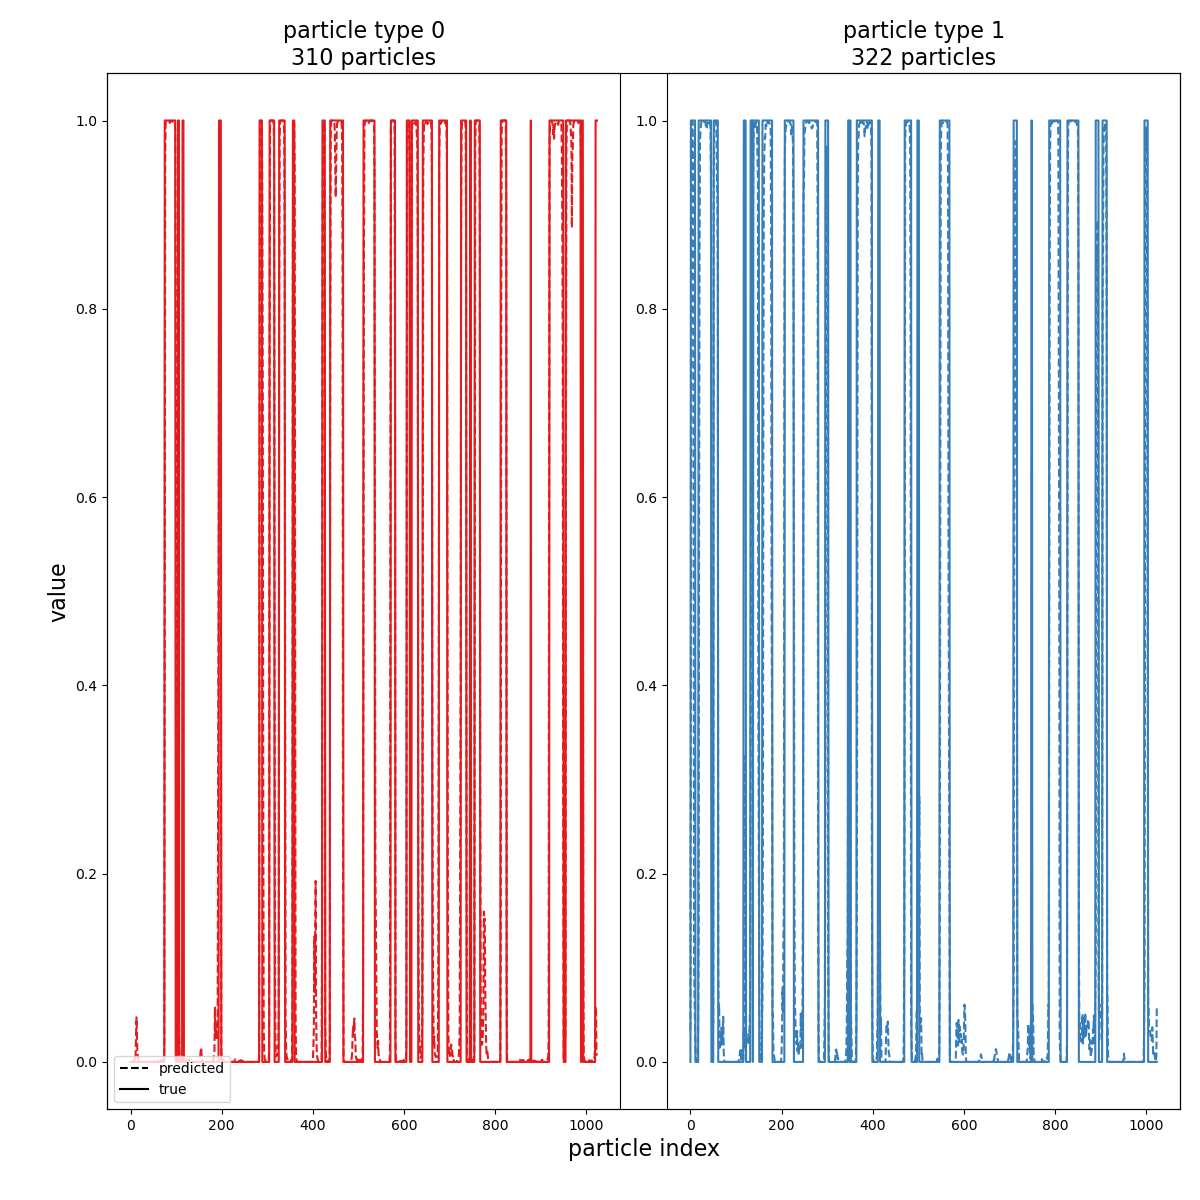 particle type 0
310 particles
particle type 1
322 particles
value
1.0
0.8
0.6
0.4
0.2
0.0
1.0
0.8
0.6
0.4
0.2
0.0
predicted
true
0 200 400 600 800 1000
0 200 400 600 800 1000
particle index